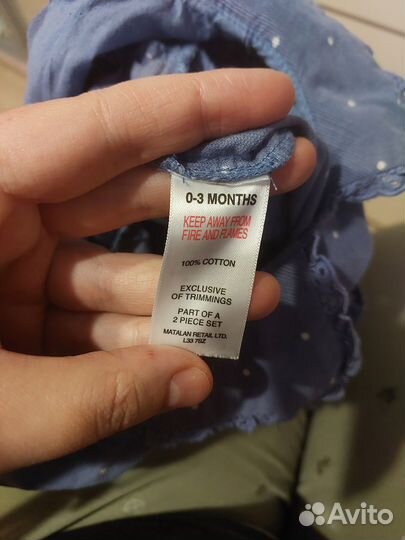 0-3 MONTHS
KEEP AWAY FROM
FIRE AND FLAMES
100% COTTON
EXCLUSIVE
OF TRIMMINGS
PART OF A
2 PIECE SET
MATALAN RETAIL LTD.
L33 7SZ
Avito